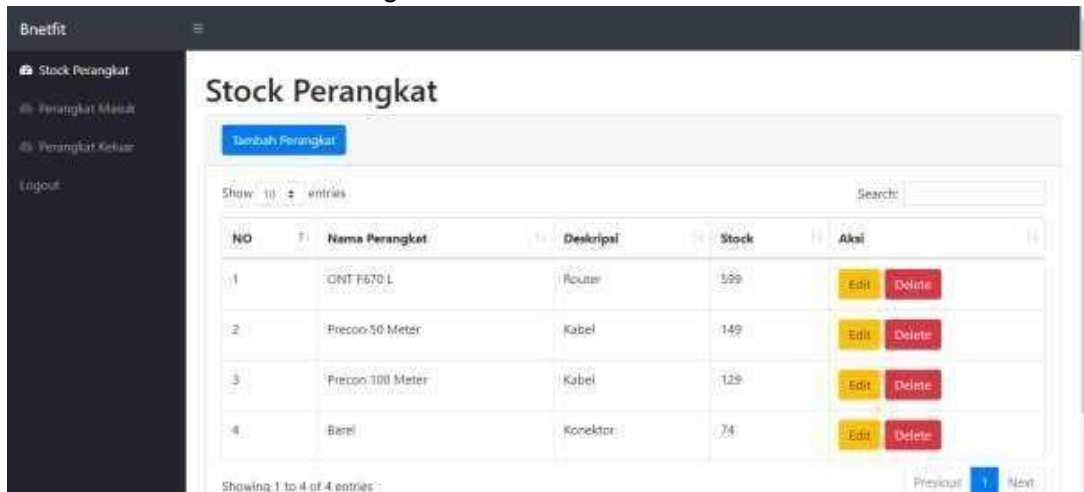 Bnetfit
Stock Perangkat
Perangkat Masuk
Perangkat Keluar
Logout
Stock Perangkat
Tambah Perangkat
Show 10 entries
Search:
NO Nama Perangkat Deskripsi Stock Aksi
1 ONT F670 L Router 599 Edit Delete
2 Precon 50 Meter Kabel 149 Edit Delete
3 Precon 100 Meter Kabel 129 Edit Delete
4 Barel Konektor 74 Edit Delete
Showing 1 to 4 of 4 entries
Previous 1 Next